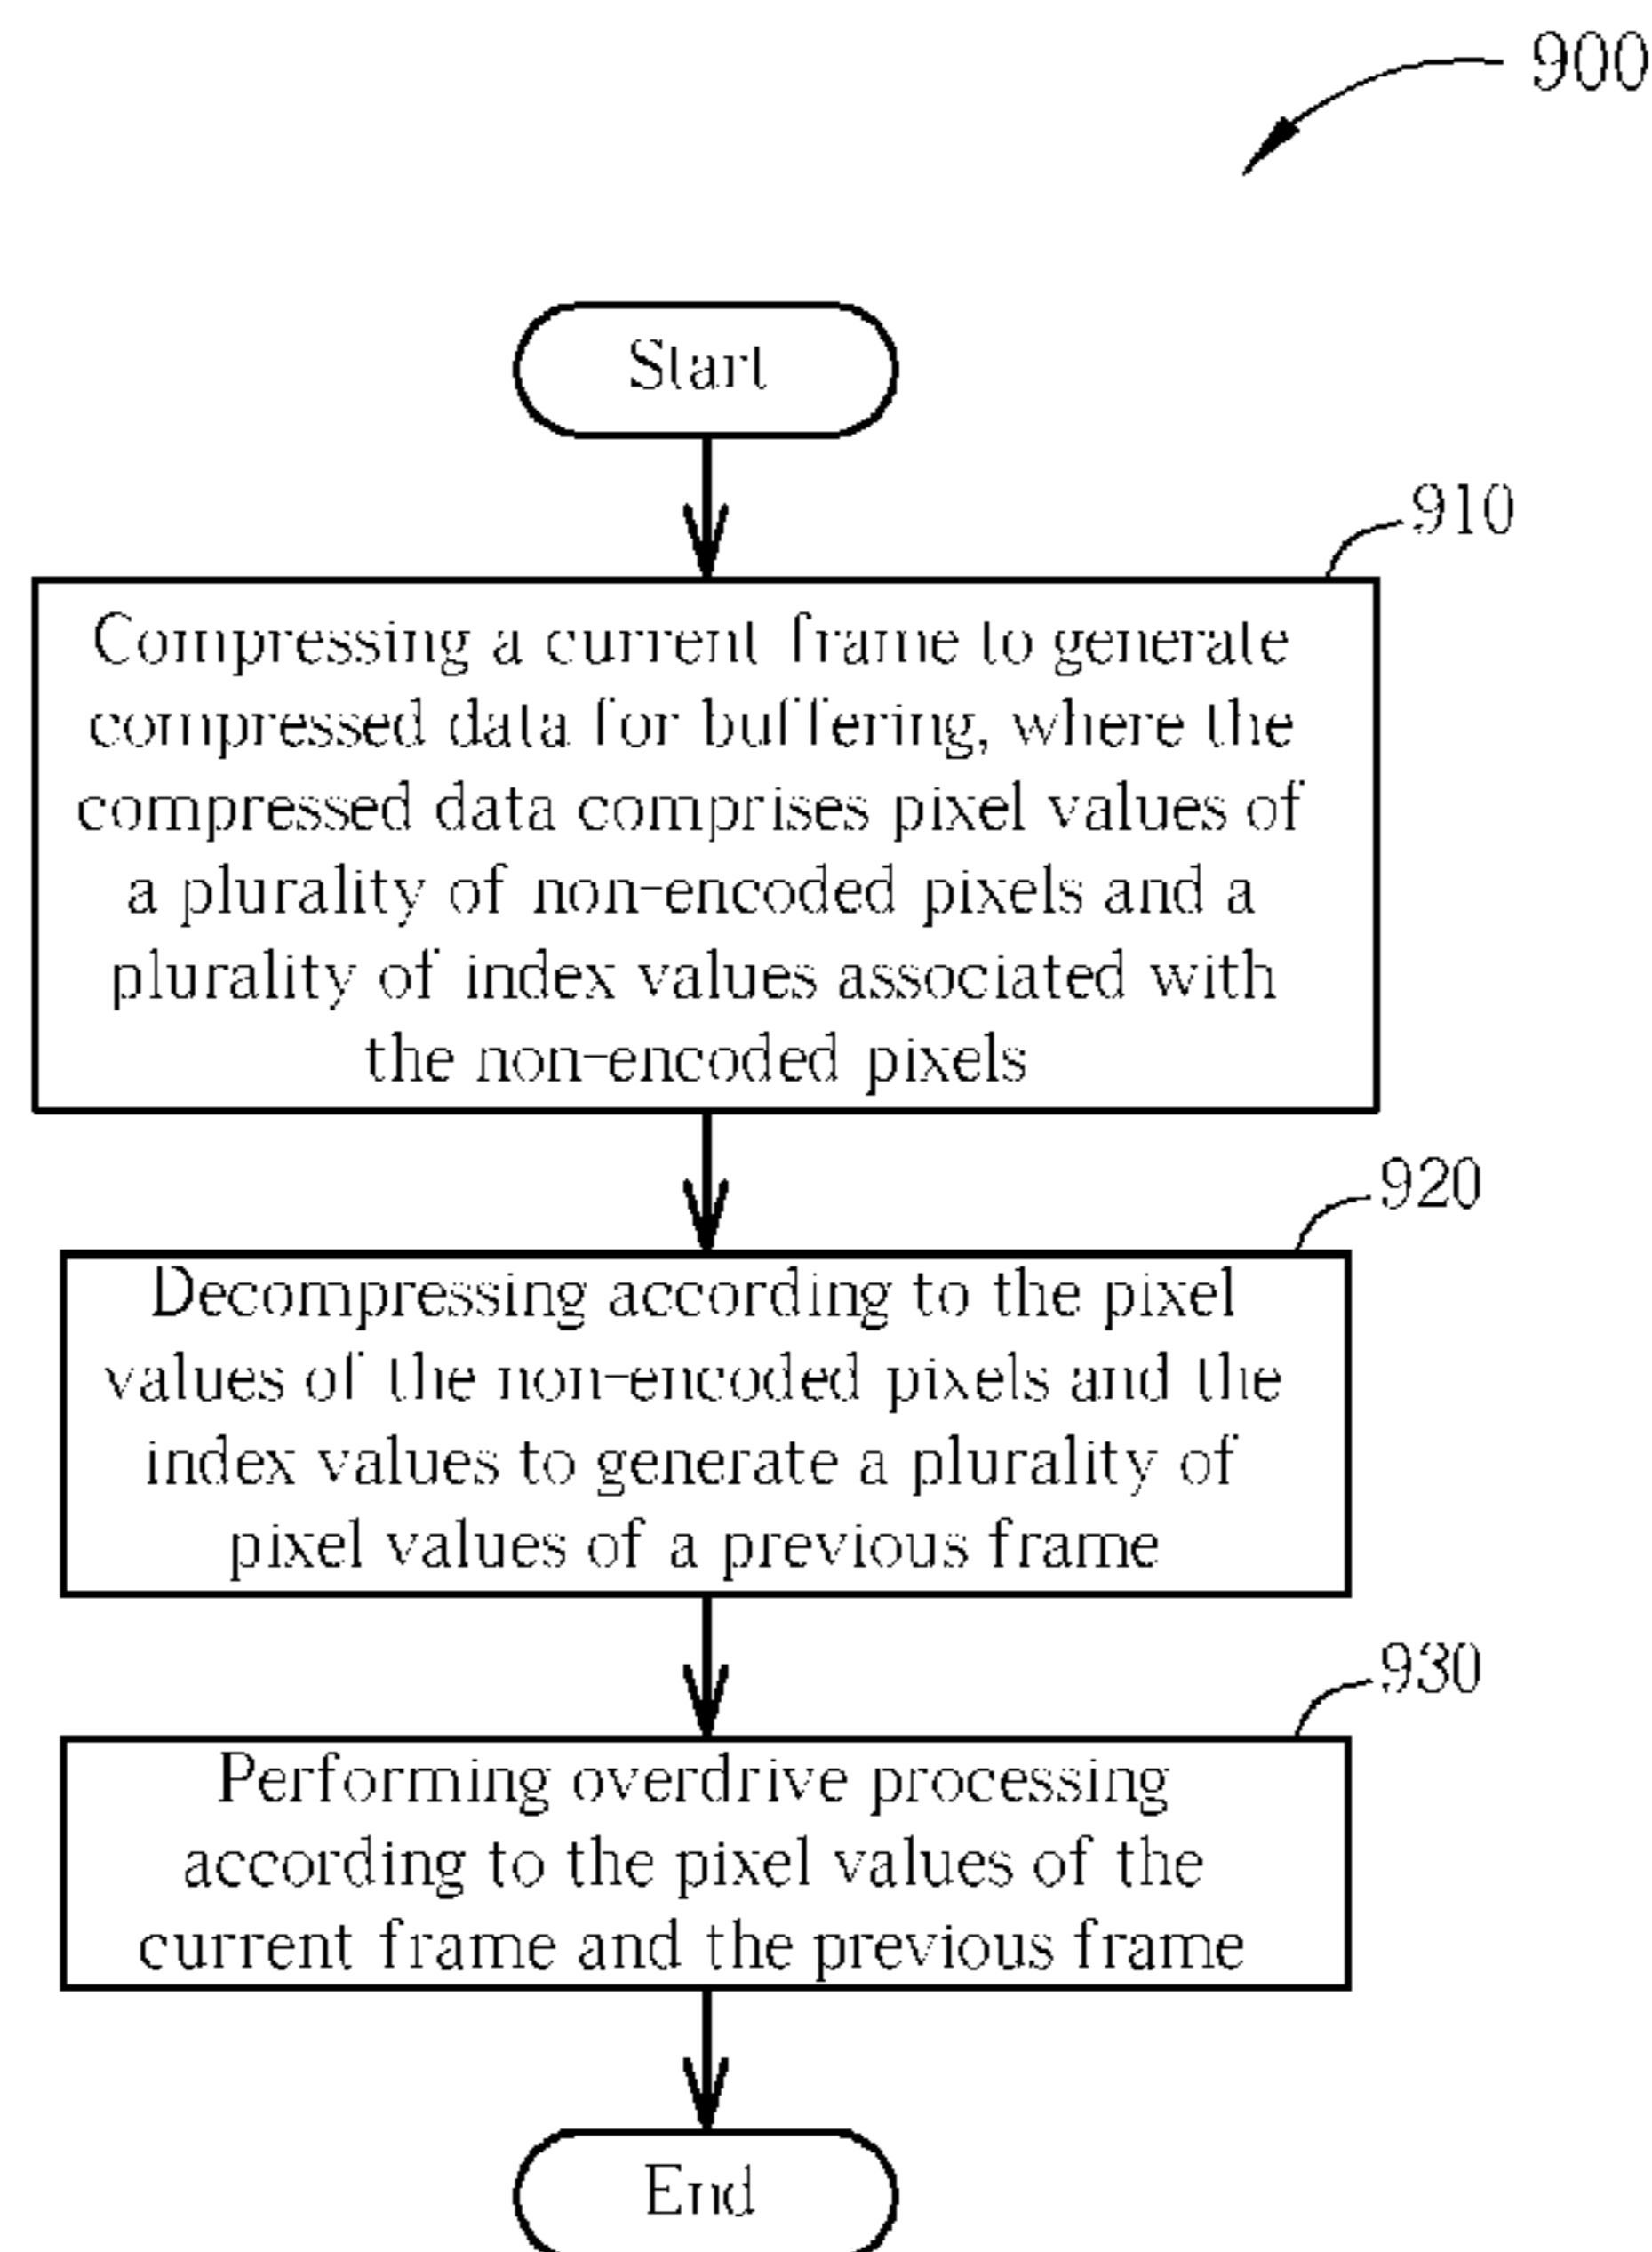 900
Start
910
Compressing a current frame to generate
compressed data for buffering, where the
compressed data comprises pixel values of
a plurality of non-encoded pixels and a
plurality of index values associated with
the non-encoded pixels
920
Decompressing according to the pixel
values of the non-encoded pixels and the
index values to generate a plurality of
pixel values of a previous frame
930
Performing overdrive processing
according to the pixel values of the
current frame and the previous frame
End